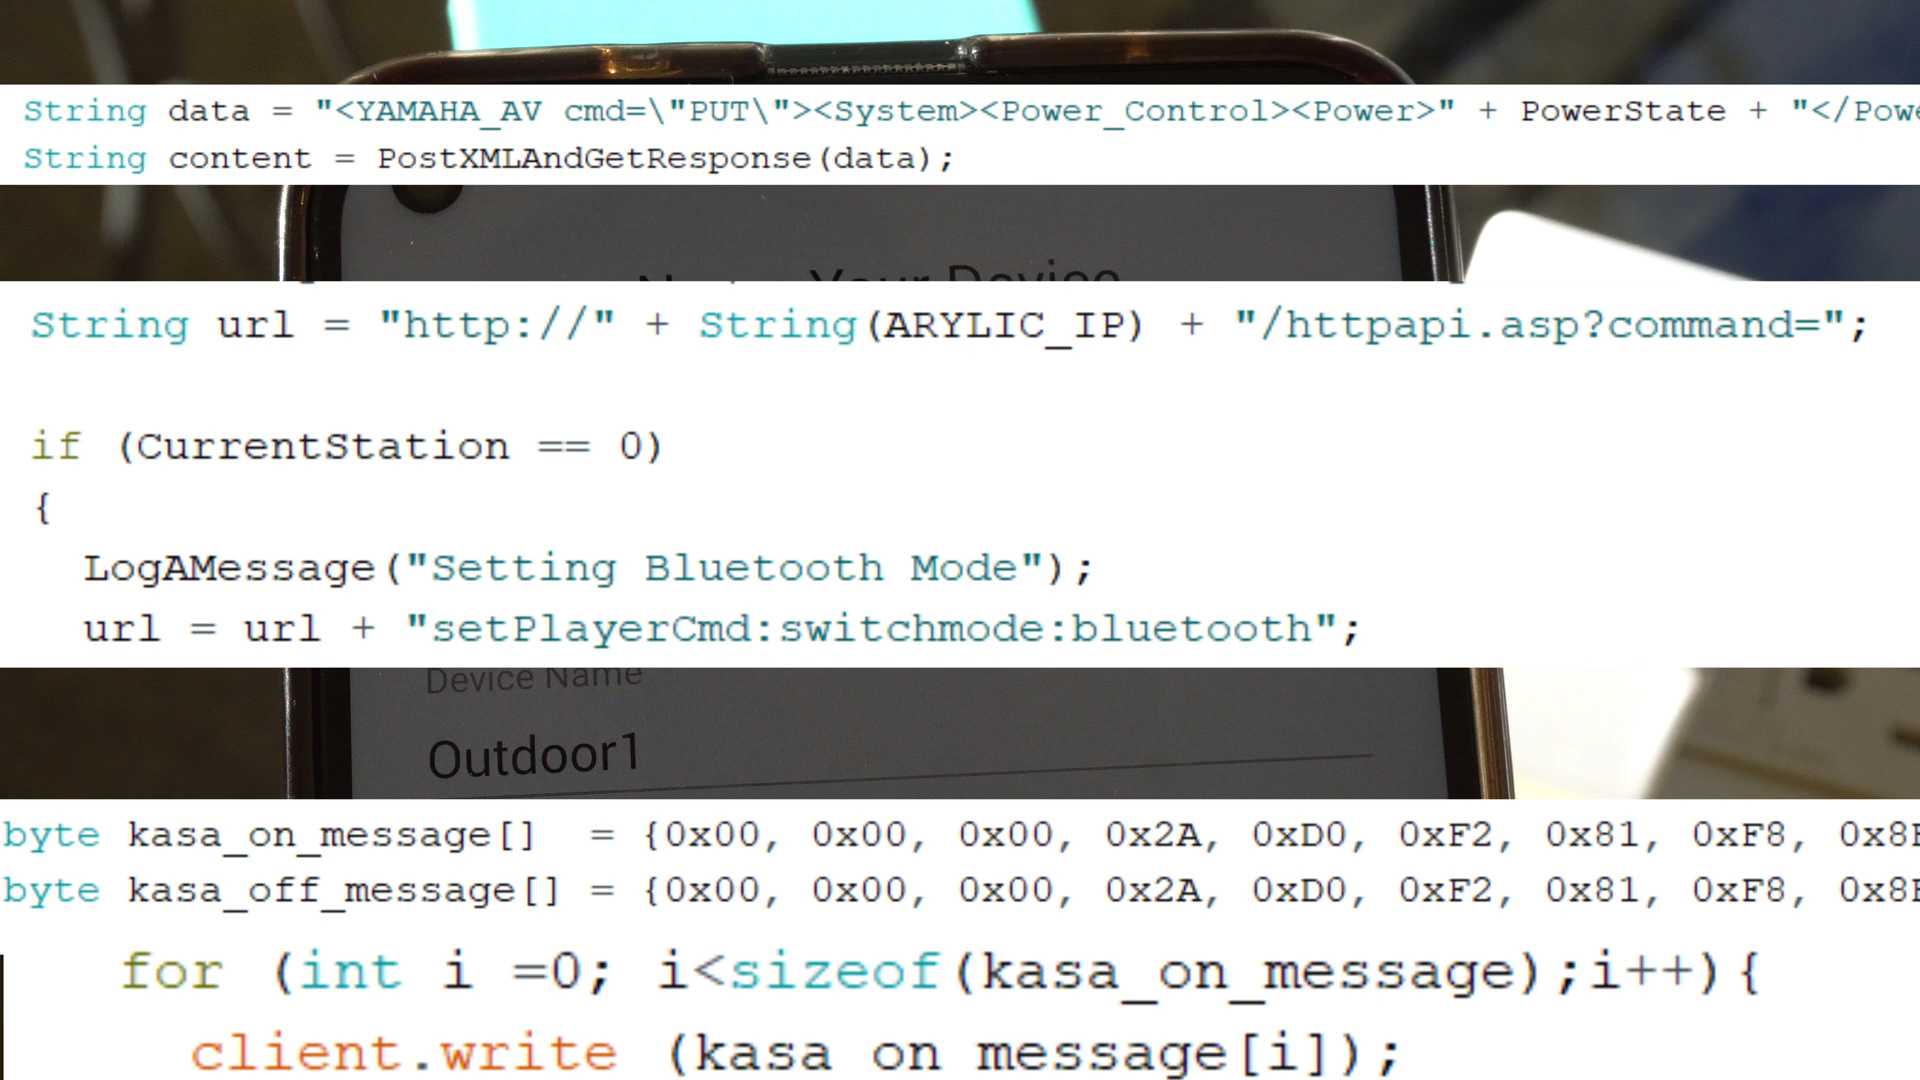 String data = "<YAMAHA_AV cmd=\"PUT\"><System><Power_Control><Power>" + PowerState + "</Powe
String content = PostXMLAndGetResponse(data);
Your Device
String url = "http://" + String(ARYLIC_IP) + "/httpapi.asp?command=";
if (CurrentStation == 0)
{
LogAMessage("Setting Bluetooth Mode");
url = url + "setPlayerCmd:switchmode:bluetooth";
Device Name
Outdoor1
byte kasa_on_message[] = {0x00, 0x00, 0x00, 0x2A, 0xD0, 0xF2, 0x81, 0xF8,
byte kasa_off_message[] = {0x00, 0x00, 0x00, 0x2A, 0xD0, 0xF2, 0x81, 0xF8,
for (int i =0; i<sizeof(kasa_on_message);i++){
client.write (kasa_on_message[i]);